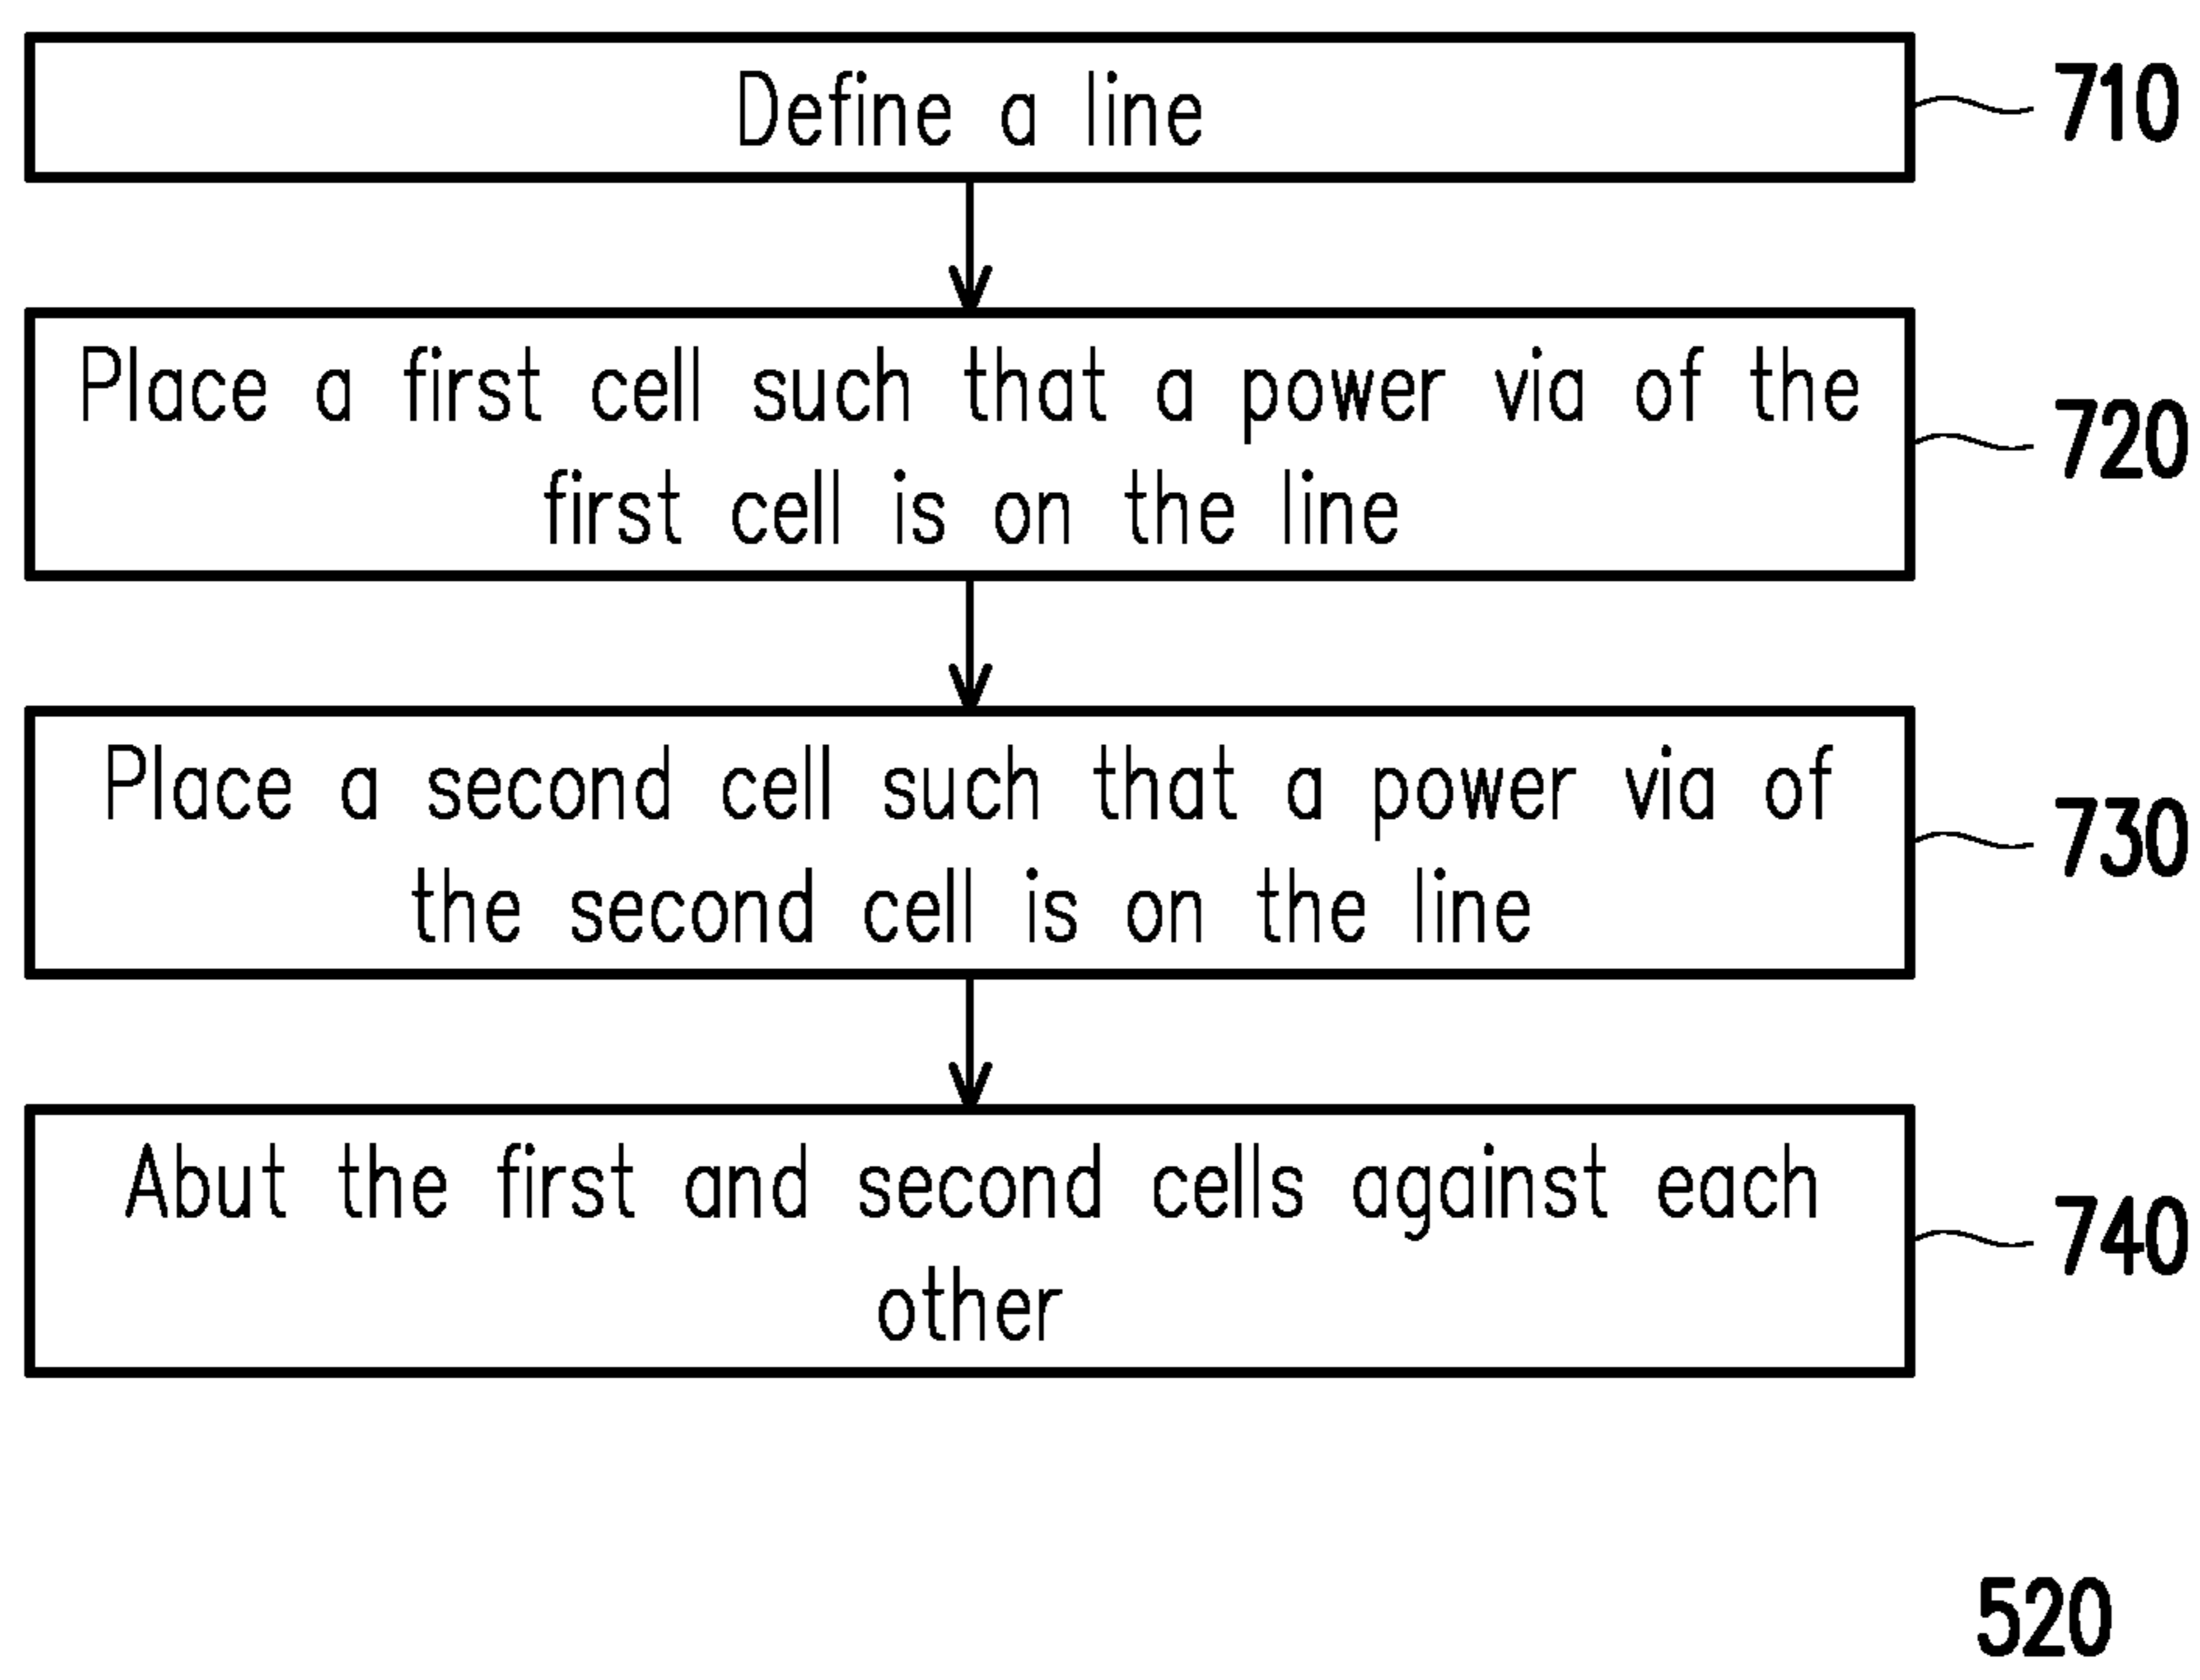 Define a line
710
Place a first cell such that a power via of the
first cell is on the line
720
Place a second cell such that a power via of
the second cell is on the line
730
Abut the first and second cells against each
other
740
520